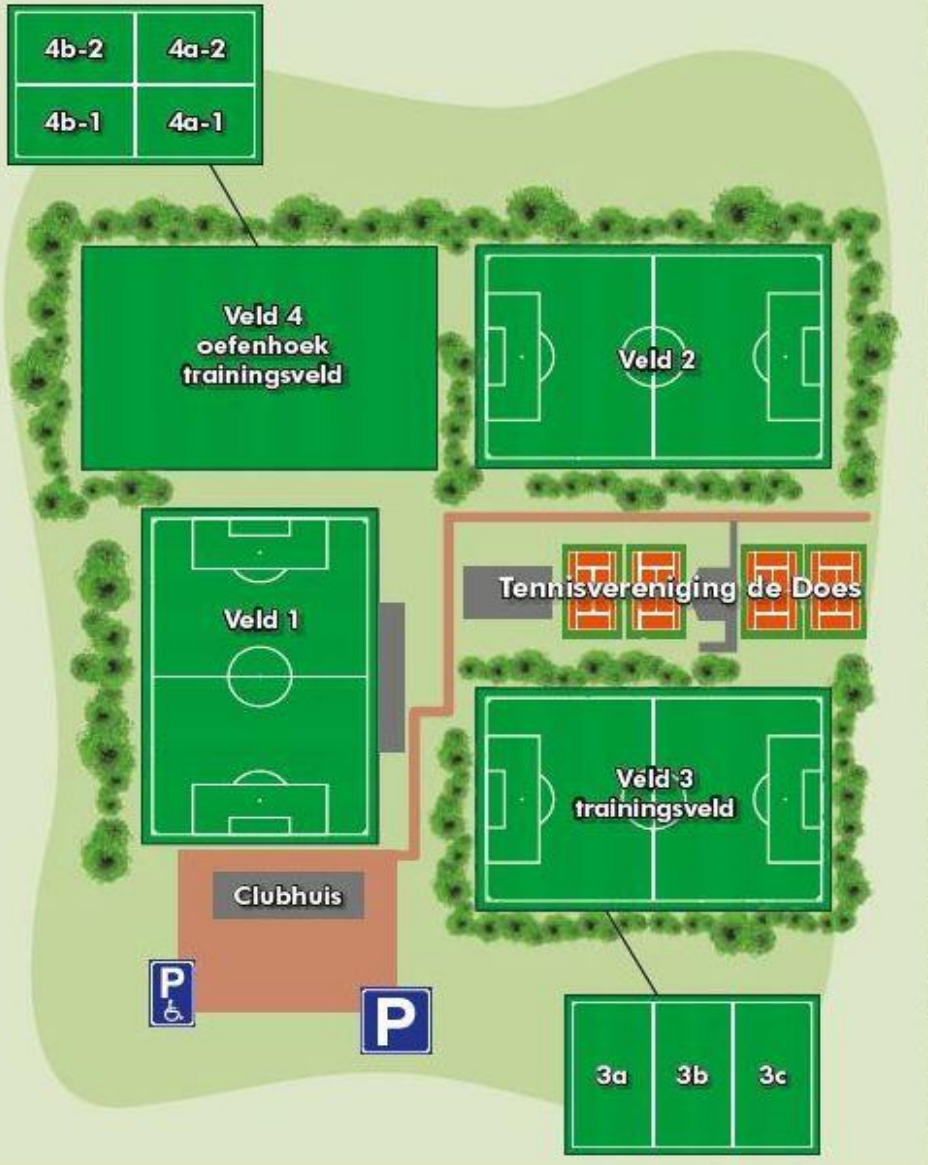 4b-2 4a-2
4b-1 4a-1
Veld 4
oefenhoek
trainingsveld
Veld 2
Veld 1
Tennisvereniging de Does
Veld 3
trainingsveld
Clubhuis
P
P
3a 3b 3c